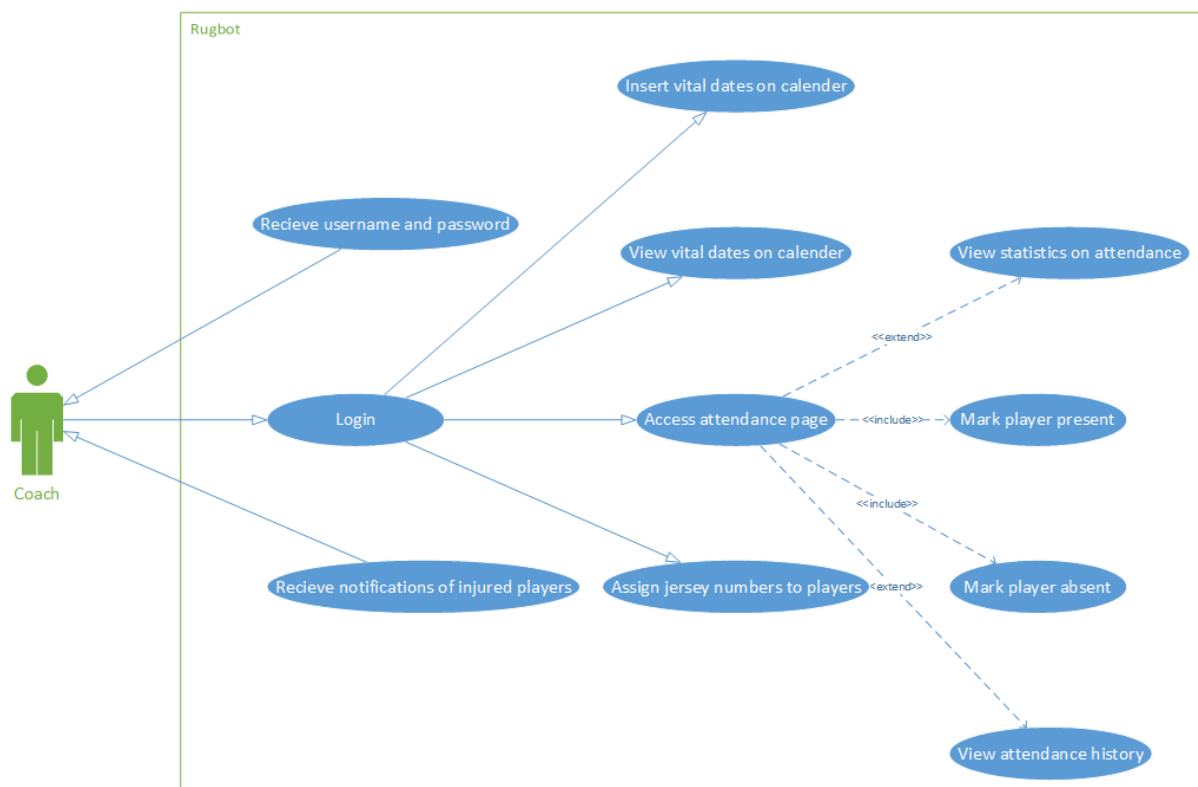 Rugbot
Insert vital dates on calender
Recieve username and password
View vital dates on calender
View statistics on attendance
<<extend>>
Login
Access attendance page
<<include>>
Mark player present
Coach
<<include>>
Recieve notifications of injured players
Assign jersey numbers to players
<<extend>>
Mark player absent
View attendance history